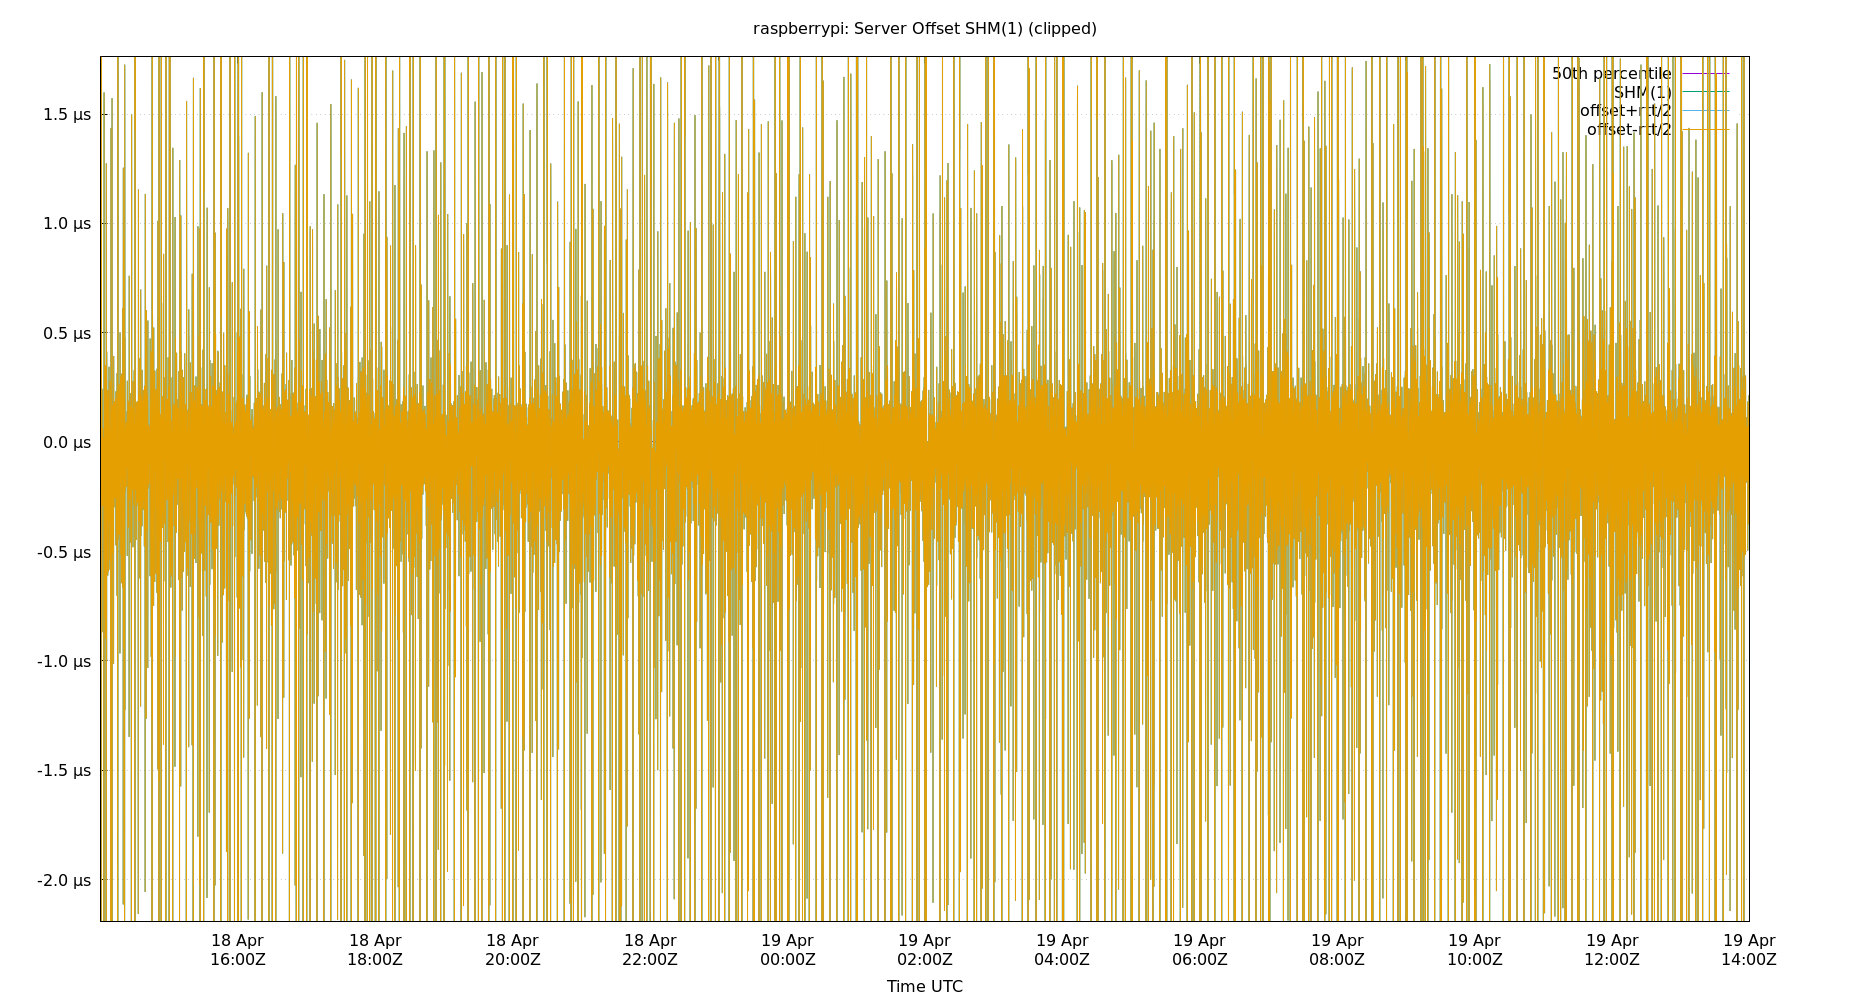 raspberrypi: Server Offset SHM(1) (clipped)
50th percentile
SHM(1)
offset+rtt/2
offset-rtt/2
1.5 µs
1.0 µs
0.5 µs
0.0 µs
-0.5 µs
-1.0 µs
-1.5 µs
-2.0 µs
18 Apr 18 Apr 18 Apr 18 Apr 19 Apr 19 Apr 19 Apr 19 Apr 19 Apr 19 Apr 19 Apr 19 Apr
16:00Z 18:00Z 20:00Z 22:00Z 00:00Z 02:00Z 04:00Z 06:00Z 08:00Z 10:00Z 12:00Z 14:00Z
Time UTC